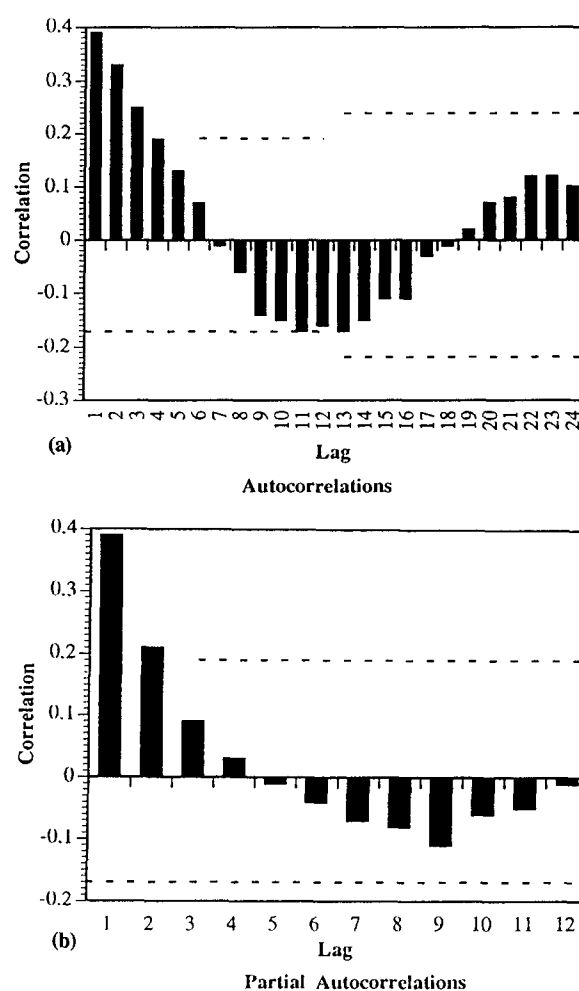 0.4
0.3
0.2
0.1
0
-0.1
-0.2
-0.3
Correlation
1 2 3 4 5 6 7 8 9 10 11 12 13 14 15 16 17 18 19 20 21 22 23 24
(a)
Lag
Autocorrelations
0.4
0.3
0.2
0.1
0
-0.1
-0.2
Correlation
1 2 3 4 5 6 7 8 9 10 11 12
(b)
Lag
Partial Autocorrelations